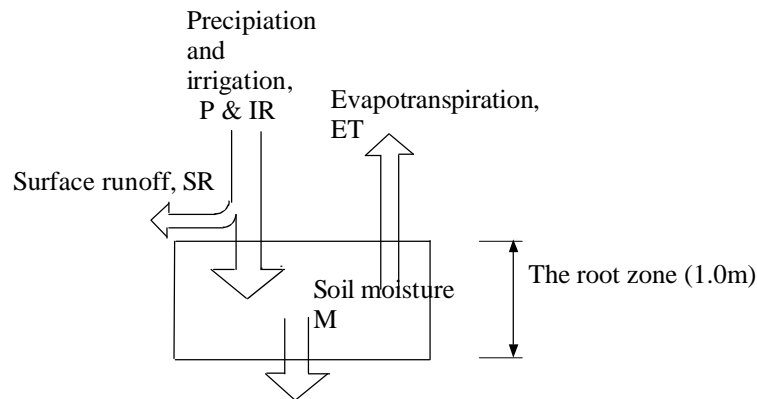 Precipiation
and
irrigation,
P & IR
Evapotranspiration,
ET
Surface runoff, SR
The root zone (1.0m)
Soil moisture
M